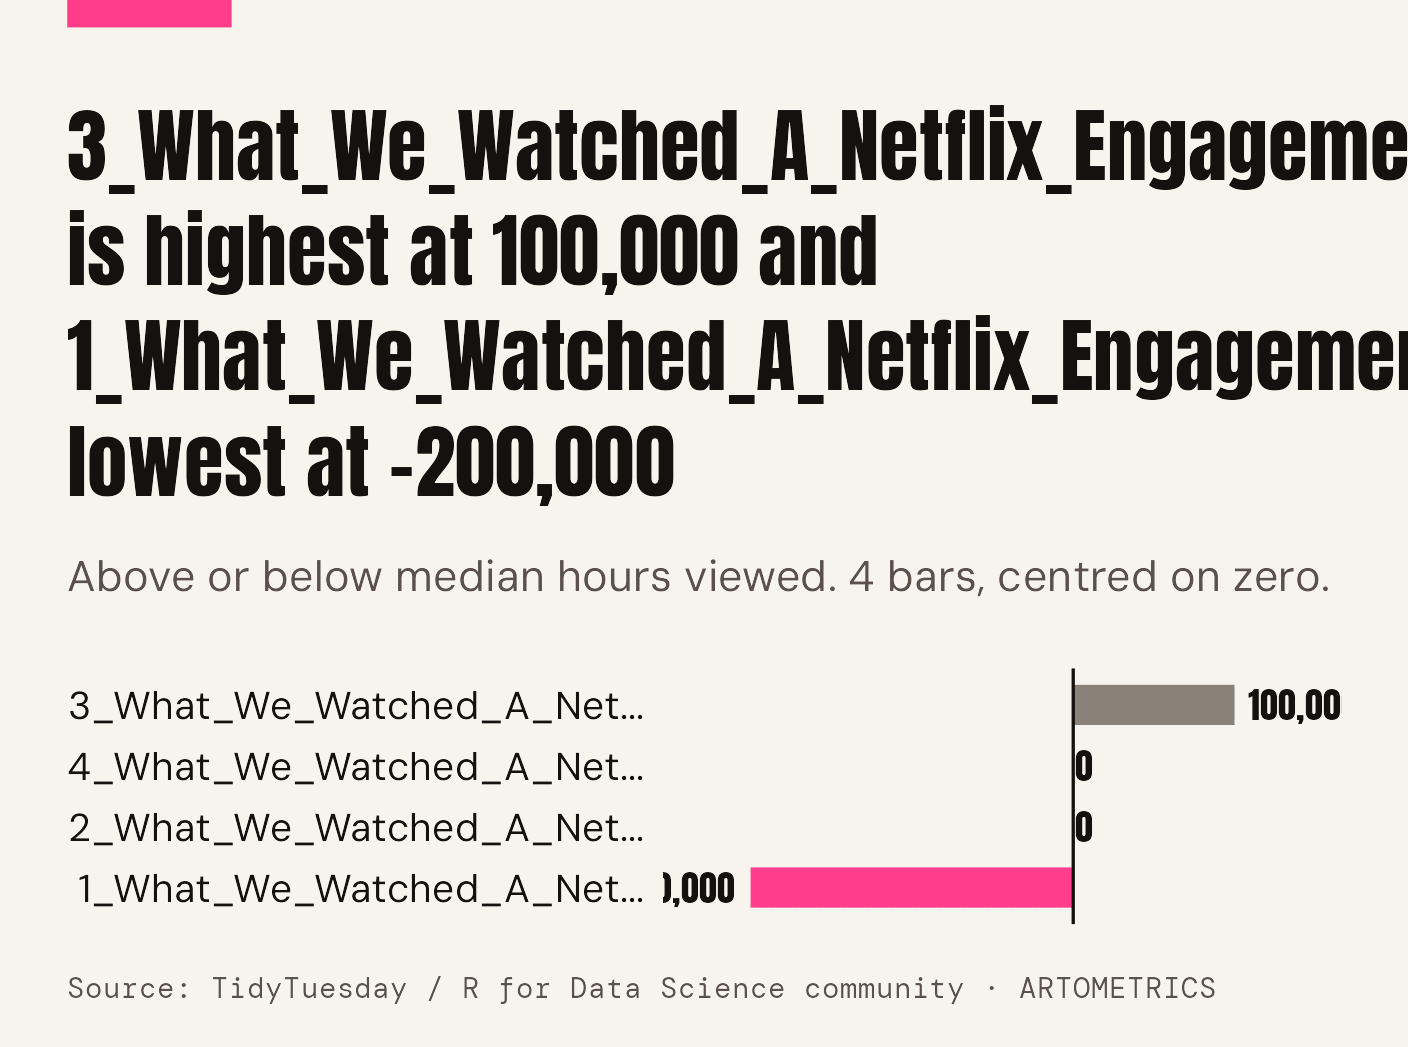 3_What_We_Watched_A_Netflix_Engageme
is highest at 100,000 and
1_What_We_Watched_A_Netflix_Engagemen
lowest at -200,000
Above or below median hours viewed. 4 bars, centred on zero.
3_What_We_Watched_A_Net... 100,00
4_What_We_Watched_A_Net... 0
2_What_We_Watched_A_Net... 0
1_What_We_Watched_A_Net... ),000
Source: TidyTuesday / R for Data Science community · ARTOMETRICS